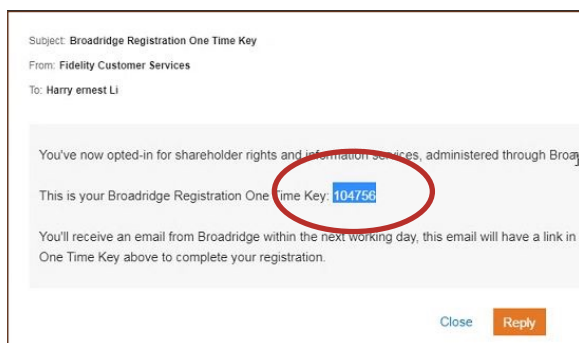 Subject: Broadridge Registration One Time Key
From: Fidelity Customer Services
To: Harry ernest Li
You've now opted-in for shareholder rights and information services, administered through
This is your Broadridge Registration One Time Key: 104756
You'll receive an email from Broadridge within the next working day, this email will have a link in
One Time Key above to complete your registration.
Close Reply